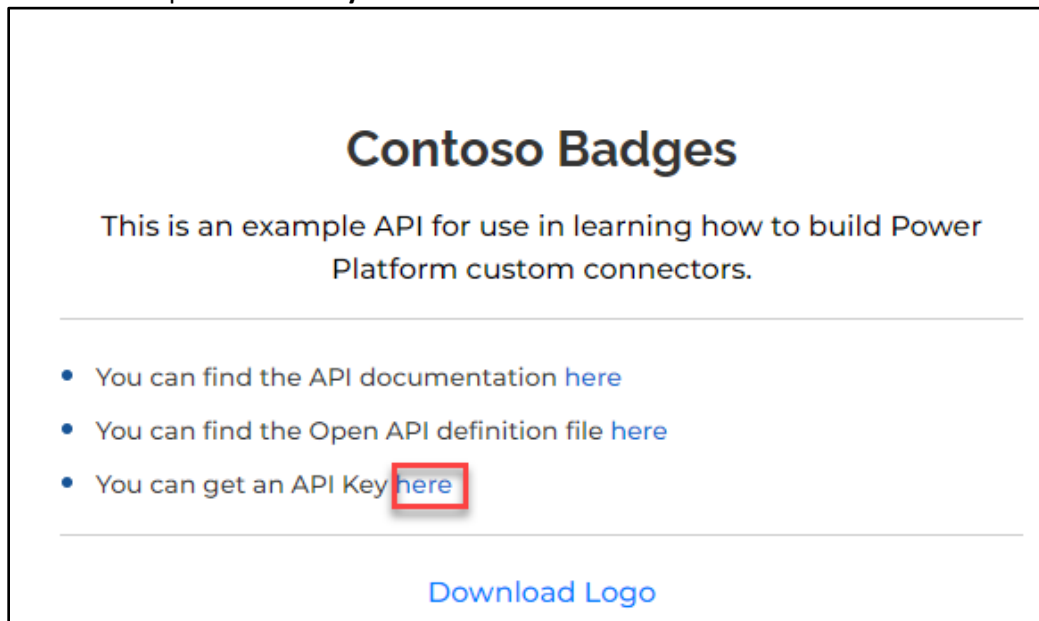 Contoso Badges
This is an example API for use in learning how to build Power
Platform custom connectors.
You can find the API documentation here
You can find the Open API definition file here
You can get an API Key here
Download Logo